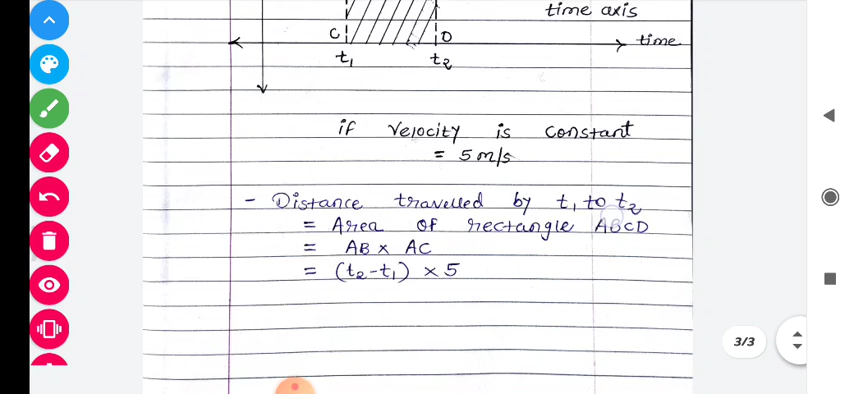 time axis
C D
time
t₁ t₂
if Velocity is constant
= 5 m/s
- Distance travelled by t₁ to t₂
= Area of rectangle ABCD
= AB × AC
= (t₂-t₁) × 5
3/3